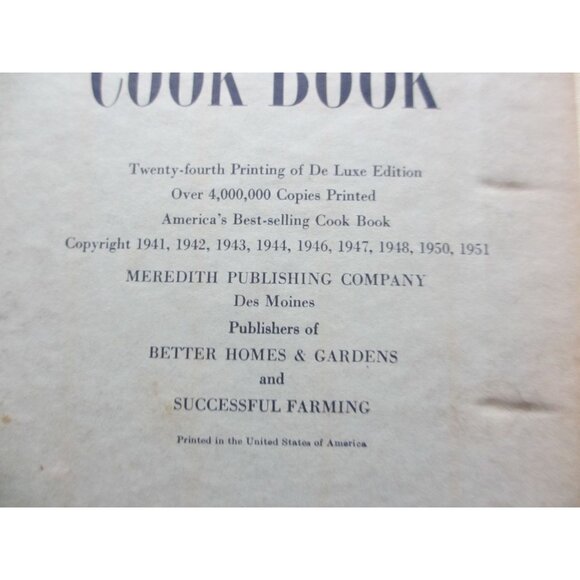 COOK BOOK
Twenty-fourth Printing of De Luxe Edition
Over 4,000,000 Copies Printed
America's Best-selling Cook Book
Copyright 1941, 1942, 1943, 1944, 1946, 1947, 1948, 1950, 1951
MEREDITH PUBLISHING COMPANY
Des Moines
Publishers of
BETTER HOMES & GARDENS
and
SUCCESSFUL FARMING
Printed in the United States of America